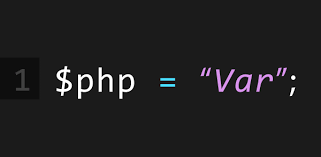 1 $php = “Var”;